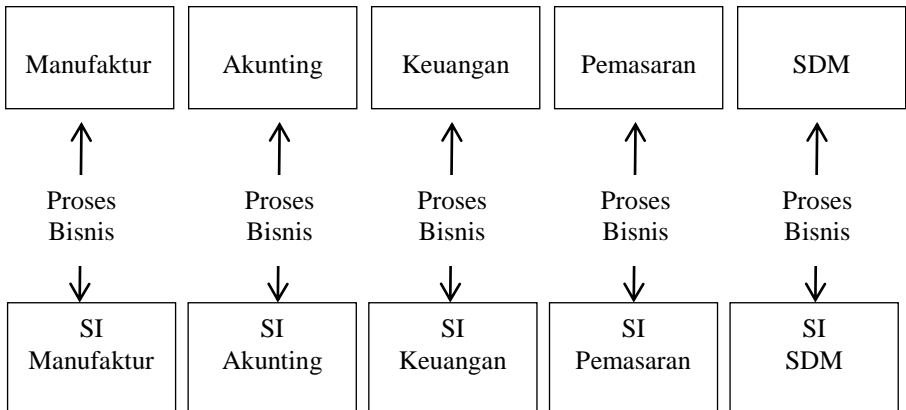 Manufaktur Akunting Keuangan Pemasaran SDM
Proses Proses Proses Proses Proses
Bisnis Bisnis Bisnis Bisnis Bisnis
SI SI SI SI SI
Manufaktur Akunting Keuangan Pemasaran SDM